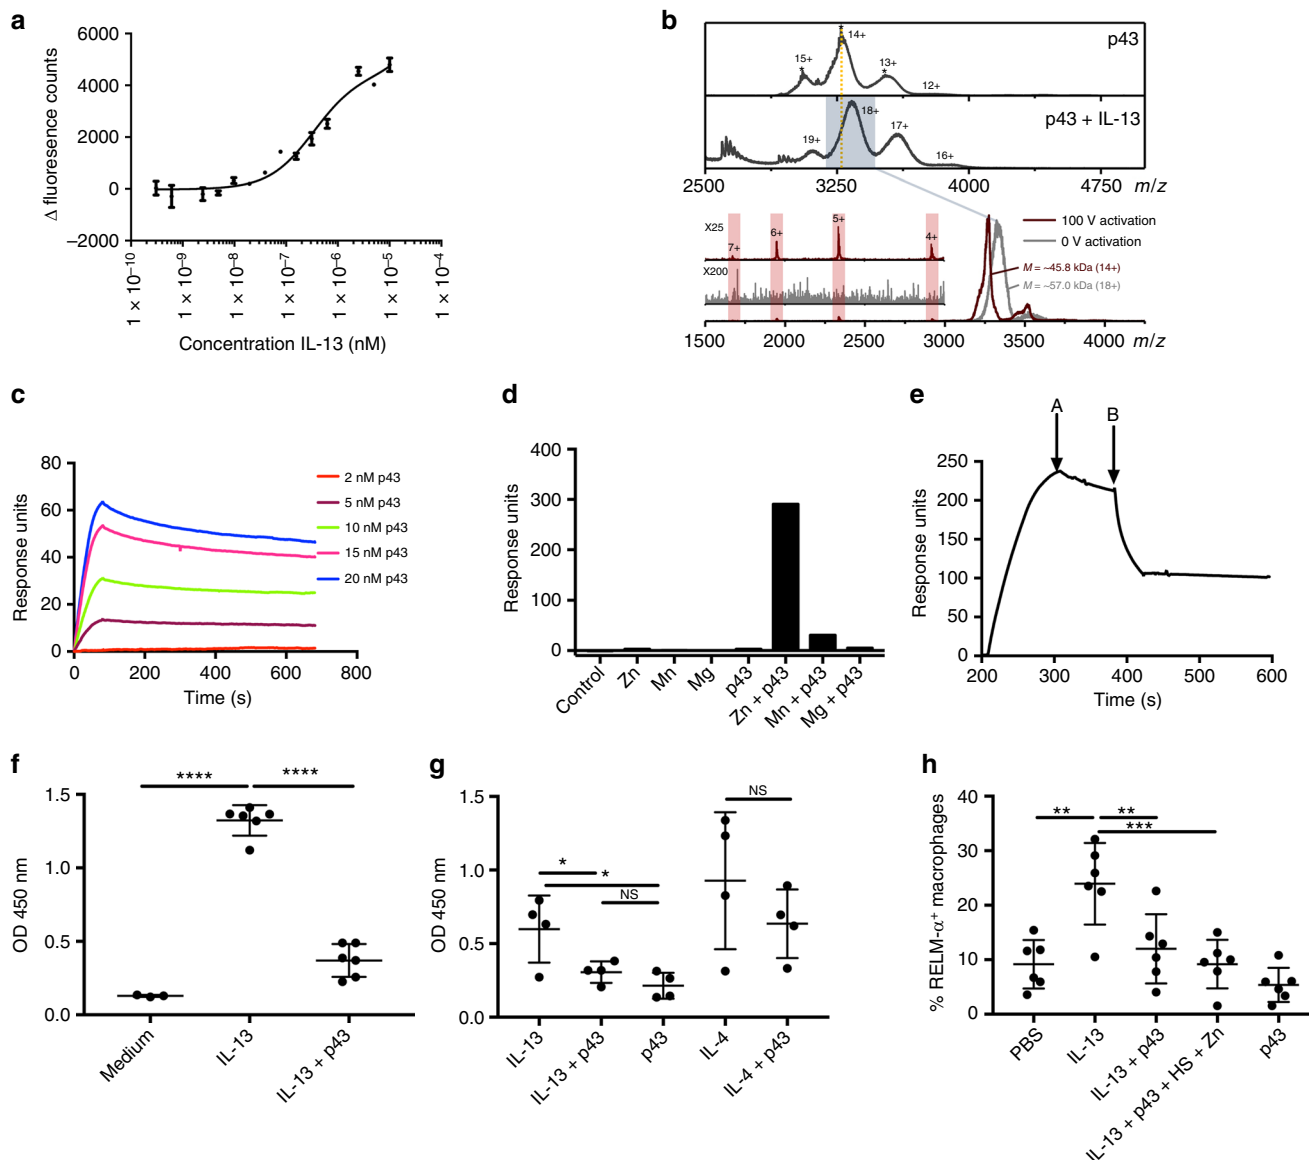 a
6000
4000
2000
0
−2000
Δ fluoresence counts
1 × 10−10
1 × 10−9
1 × 10−8
1 × 10−7
1 × 10−6
1 × 10−5
1 × 10−4
Concentration IL-13 (nM)
b
p43
15+
*
*
14+
*
13+
12+
p43 + IL-13
19+
18+
17+
16+
2500
3250
4000
4750
m/z
X25
7+
6+
5+
4+
X200
100 V activation
0 V activation
M = ~45.8 kDa (14+)
M = ~57.0 kDa (18+)
1500
2000
2500
3000
3500
4000
m/z
c
80
60
40
20
0
Response units
0
200
400
600
800
Time (s)
2 nM p43
5 nM p43
10 nM p43
15 nM p43
20 nM p43
d
400
300
200
100
0
Response units
Control
Zn
Mn
Mg
p43
Zn + p43
Mn + p43
Mg + p43
e
A
B
250
200
150
100
50
0
Response units
200
300
400
500
600
Time (s)
f
****
****
1.5
1.0
0.5
0.0
OD 450 nm
Medium
IL-13
IL-13 + p43
g
1.5
1.0
0.5
0.0
OD 450 nm
*
*
NS
NS
IL-13
IL-13 + p43
p43
IL-4
IL-4 + p43
h
40
30
20
10
0
% RELM-α+ macrophages
**
**
***
PBS
IL-13
IL-13 + p43
IL-13 + p43 + HS + Zn
p43